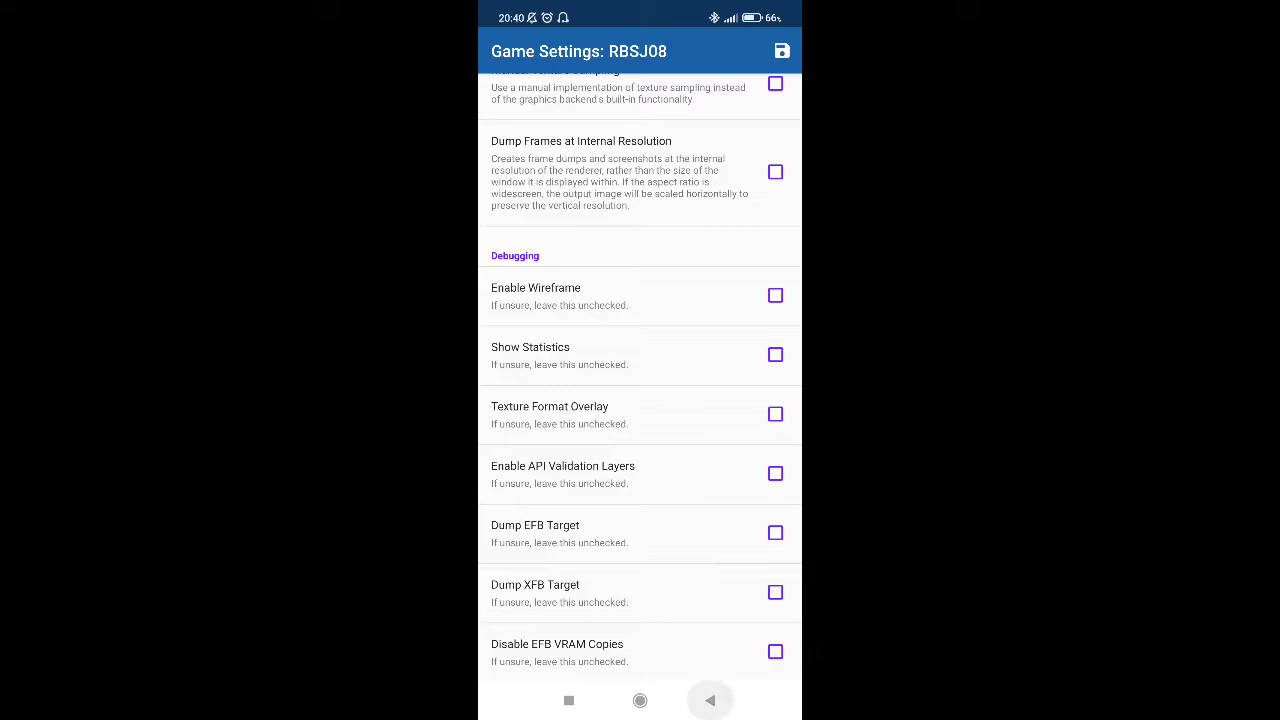 20:40
66%
Game Settings: RBSJ08
Manual Texture Sampling
Use a manual implementation of texture sampling instead
of the graphics backend's built-in functionality.
Dump Frames at Internal Resolution
Creates frame dumps and screenshots at the internal
resolution of the renderer, rather than the size of the
window it is displayed within. If the aspect ratio is
widescreen, the output image will be scaled horizontally to
preserve the vertical resolution.
Debugging
Enable Wireframe
If unsure, leave this unchecked.
Show Statistics
If unsure, leave this unchecked.
Texture Format Overlay
If unsure, leave this unchecked.
Enable API Validation Layers
If unsure, leave this unchecked.
Dump EFB Target
If unsure, leave this unchecked.
Dump XFB Target
If unsure, leave this unchecked.
Disable EFB VRAM Copies
If unsure, leave this unchecked.